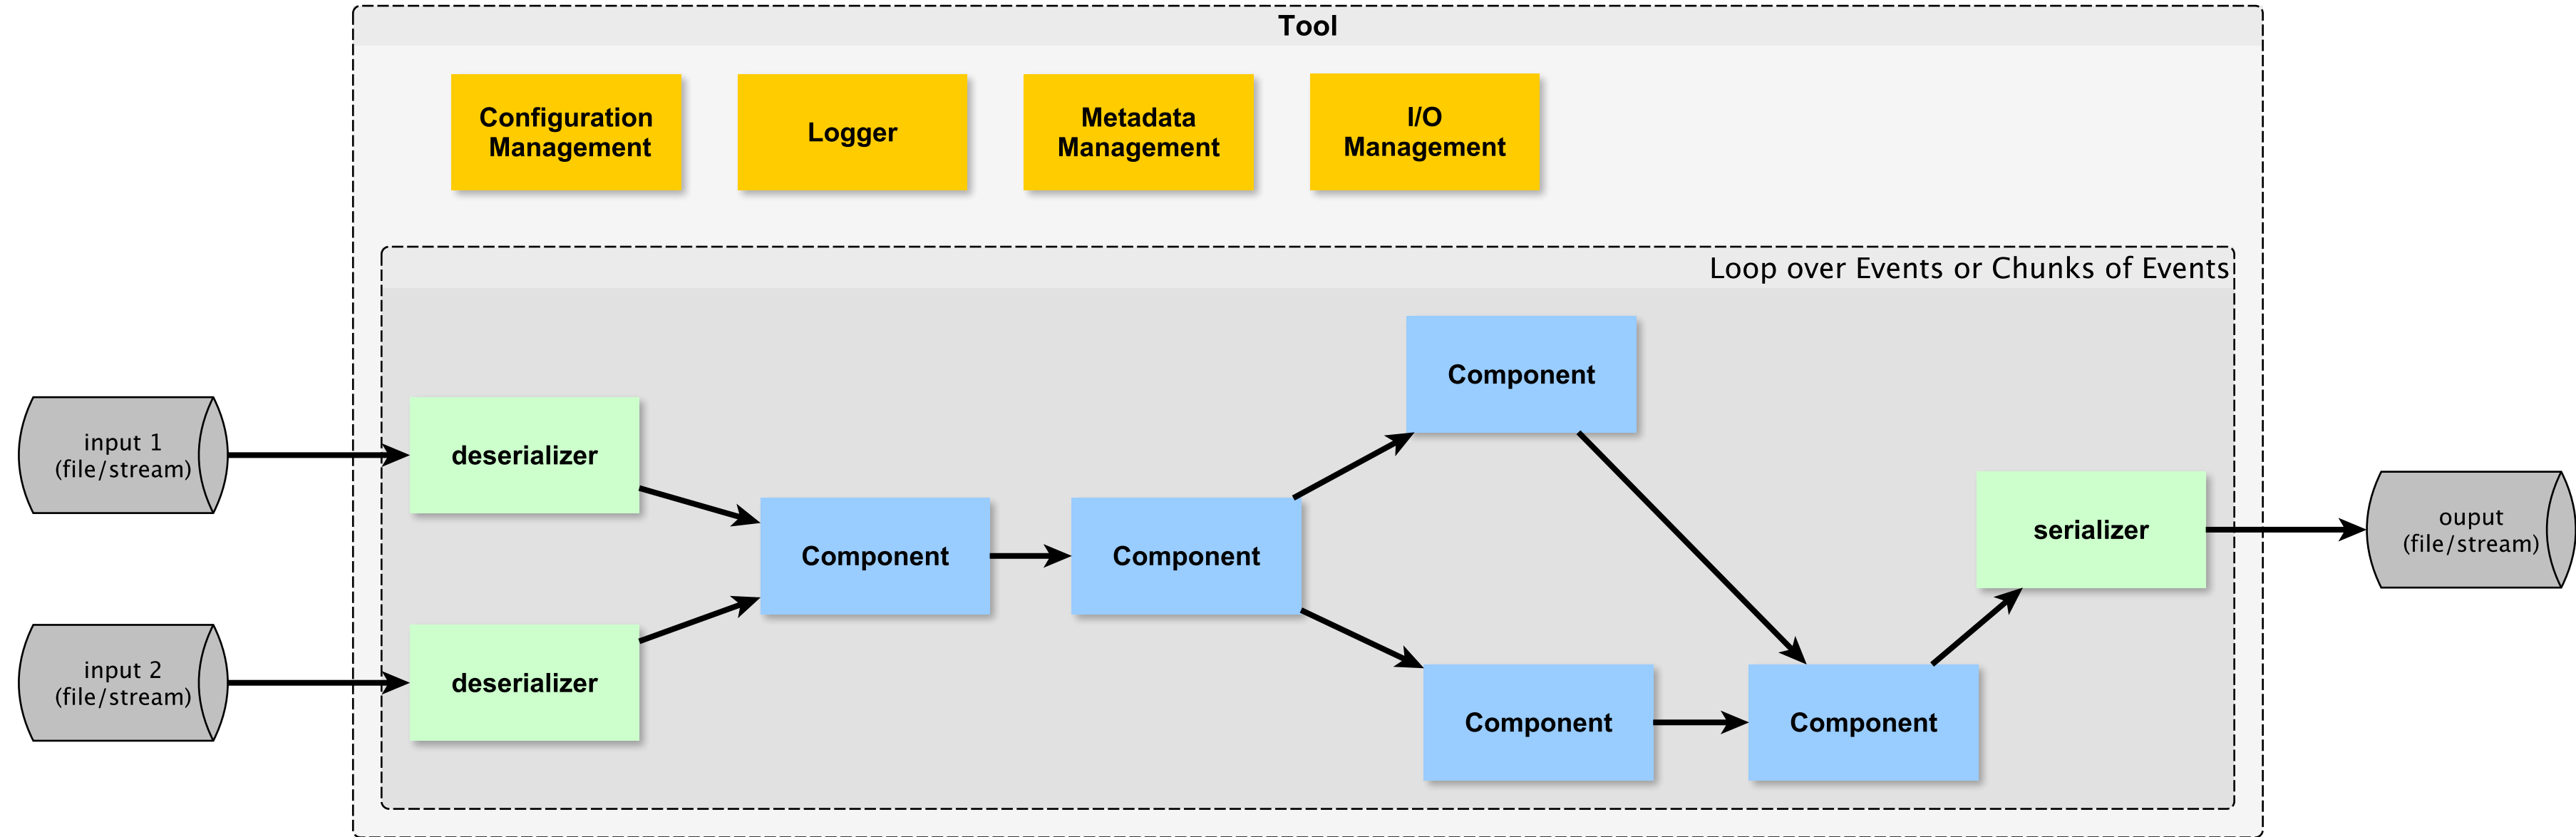 Tool
Configuration
Management
Logger
Metadata
Management
I/O
Management
Loop over Events or Chunks of Events
input 1
(file/stream)
deserializer
input 2
(file/stream)
deserializer
Component
Component
Component
Component
Component
serializer
ouput
(file/stream)